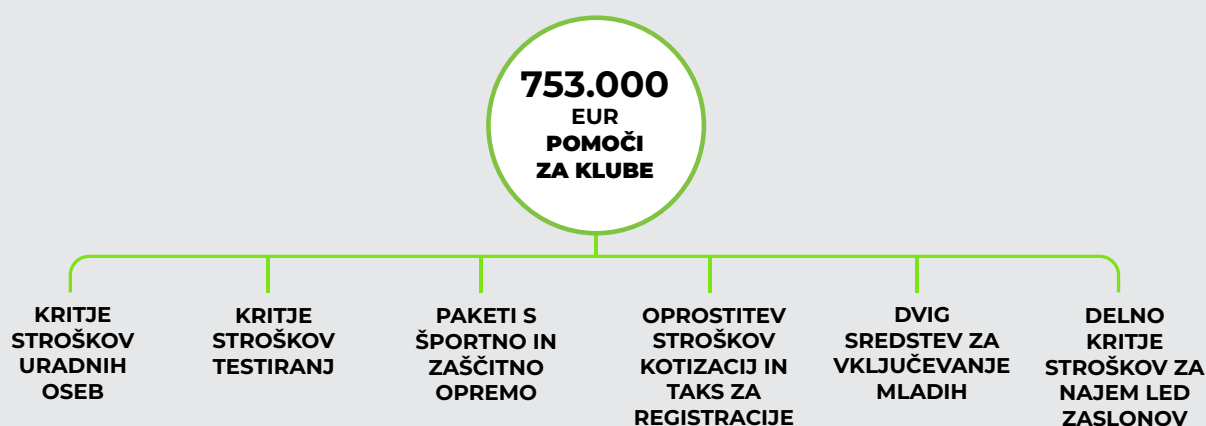 753.000
EUR
POMOČI
ZA KLUBE
KRITJE
STROŠKOV
URADNIH
OSEB
KRITJE
STROŠKOV
TESTIRANJ
PAKETI S
ŠPORTNO IN
ZAŠČITNO
OPREMO
OPROSTITEV
STROŠKOV
KOTIZACIJ IN
TAKS ZA
REGISTRACIJE
DVIG
SREDSTEV ZA
VKLJUČEVANJE
MLADIH
DELNO
KRITJE
STROŠKOV ZA
NAJEM LED
ZASLONOV